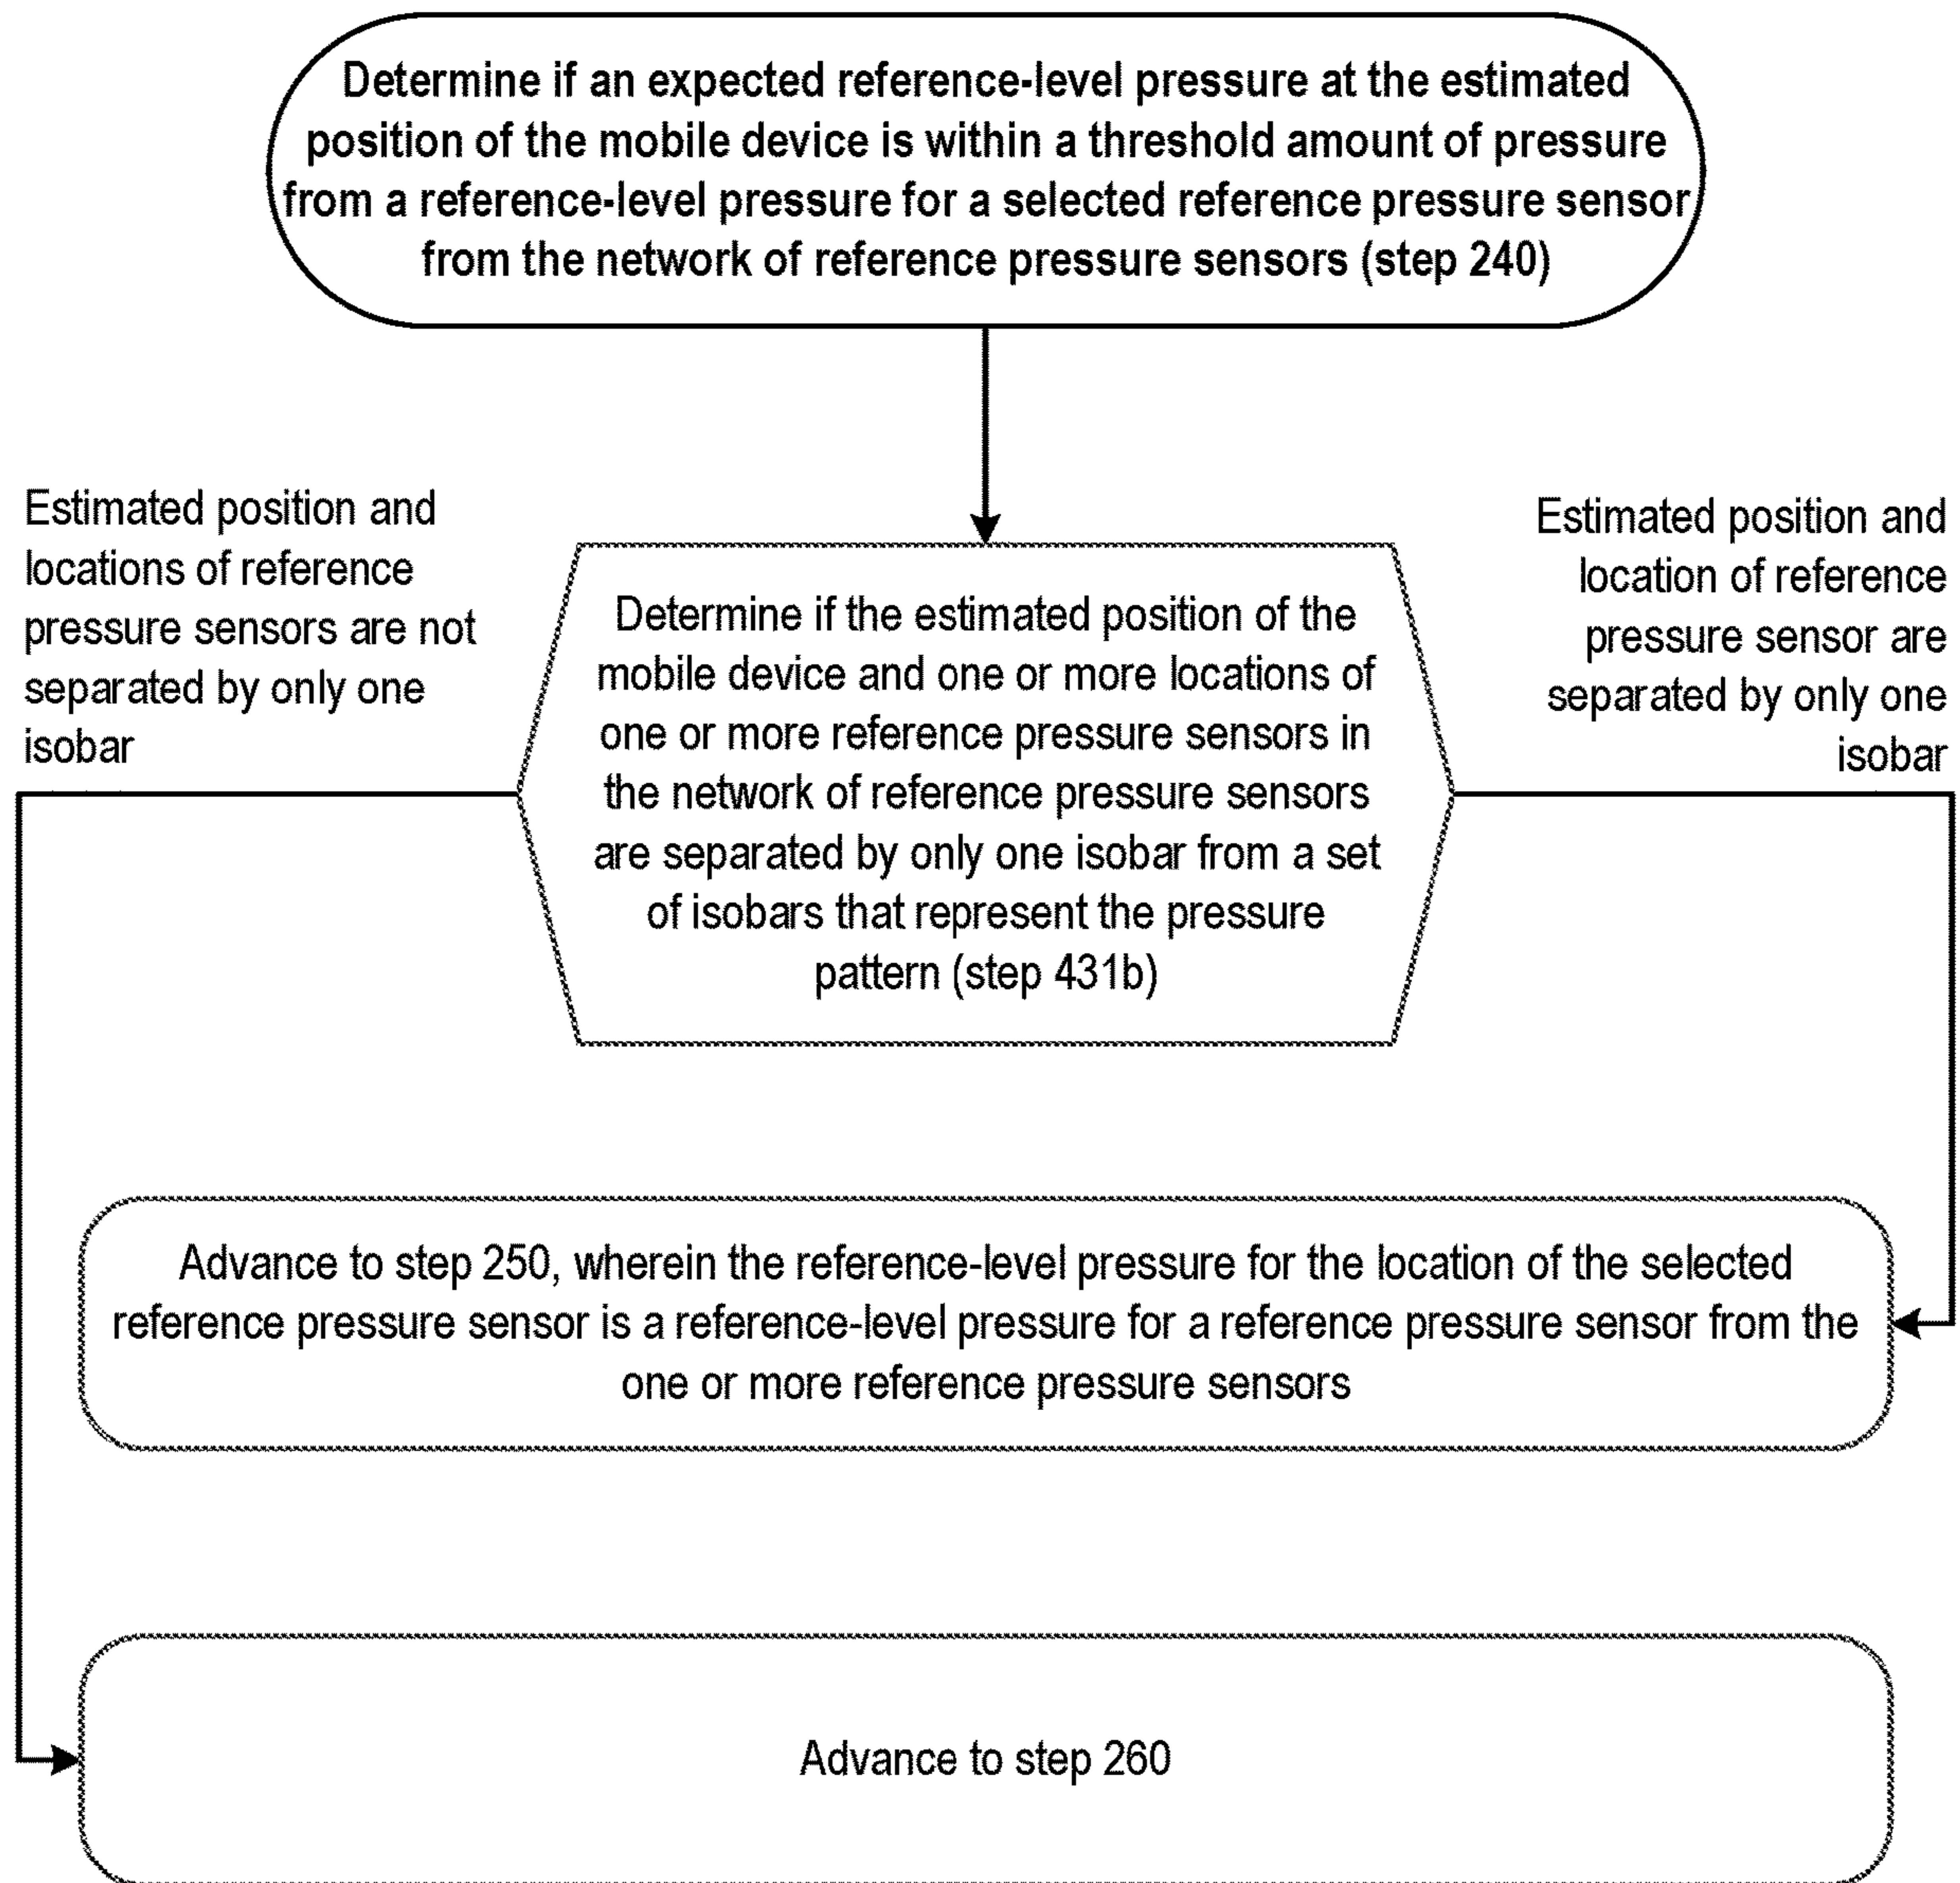 Determine if an expected reference-level pressure at the estimated
position of the mobile device is within a threshold amount of pressure
from a reference-level pressure for a selected reference pressure sensor
from the network of reference pressure sensors (step 240)
Estimated position and
locations of reference
pressure sensors are not
separated by only one
isobar
Estimated position and
location of reference
pressure sensor are
separated by only one
isobar
Determine if the estimated position of the
mobile device and one or more locations of
one or more reference pressure sensors in
the network of reference pressure sensors
are separated by only one isobar from a set
of isobars that represent the pressure
pattern (step 431b)
Advance to step 250, wherein the reference-level pressure for the location of the selected
reference pressure sensor is a reference-level pressure for a reference pressure sensor from the
one or more reference pressure sensors
Advance to step 260